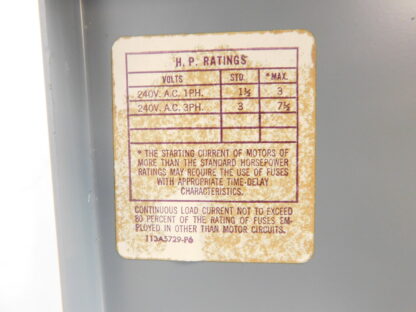 H. P. RATINGS
VOLTS STD. *MAX.
240V. A.C. 1PH. 1½ 3
240V. A.C. 3PH. 3 7½
* THE STARTING CURRENT OF MOTORS OF
MORE THAN THE STANDARD HORSEPOWER
RATINGS MAY REQUIRE THE USE OF FUSES
WITH APPROPRIATE TIME-DELAY
CHARACTERISTICS.
CONTINUOUS LOAD CURRENT NOT TO EXCEED
80 PERCENT OF THE RATING OF FUSES EM-
PLOYED IN OTHER THAN MOTOR CIRCUITS.
113A5729-P6